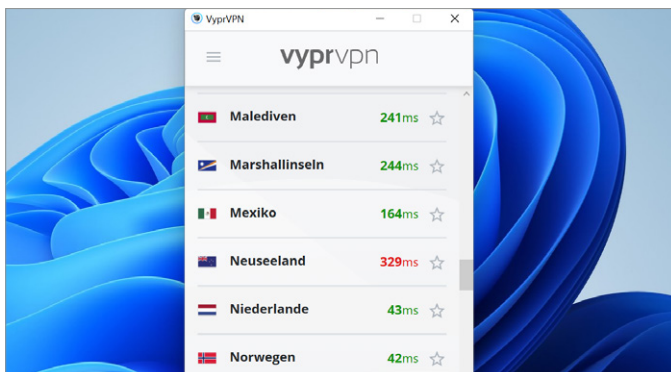 VyprVPN
vyprvpn
Malediven 241ms
Marshallinseln 244ms
Mexiko 164ms
Neuseeland 329ms
Niederlande 43ms
Norwegen 42ms